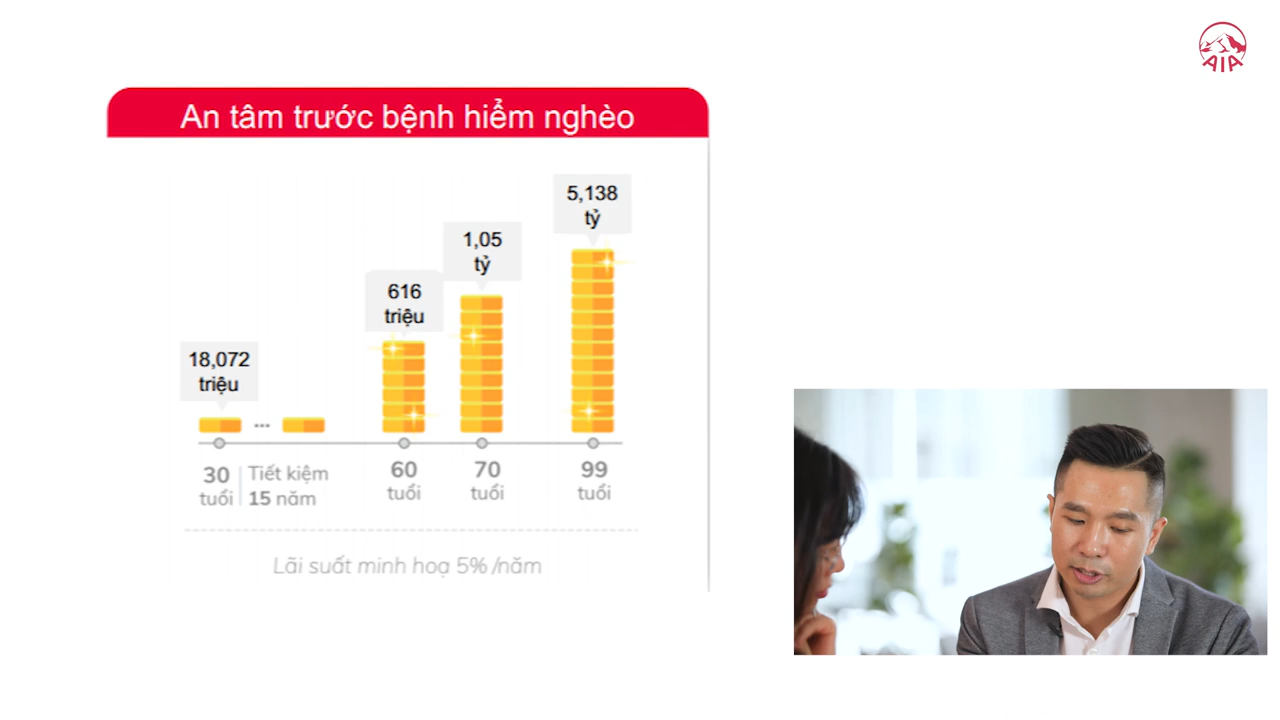 AIA
An tâm trước bệnh hiểm nghèo
5,138
tỷ
1,05
tỷ
616
triệu
18,072
triệu
...
30
tuổi
Tiết kiệm
15 năm
60
tuổi
70
tuổi
99
tuổi
Lãi suất minh hoạ 5% /năm